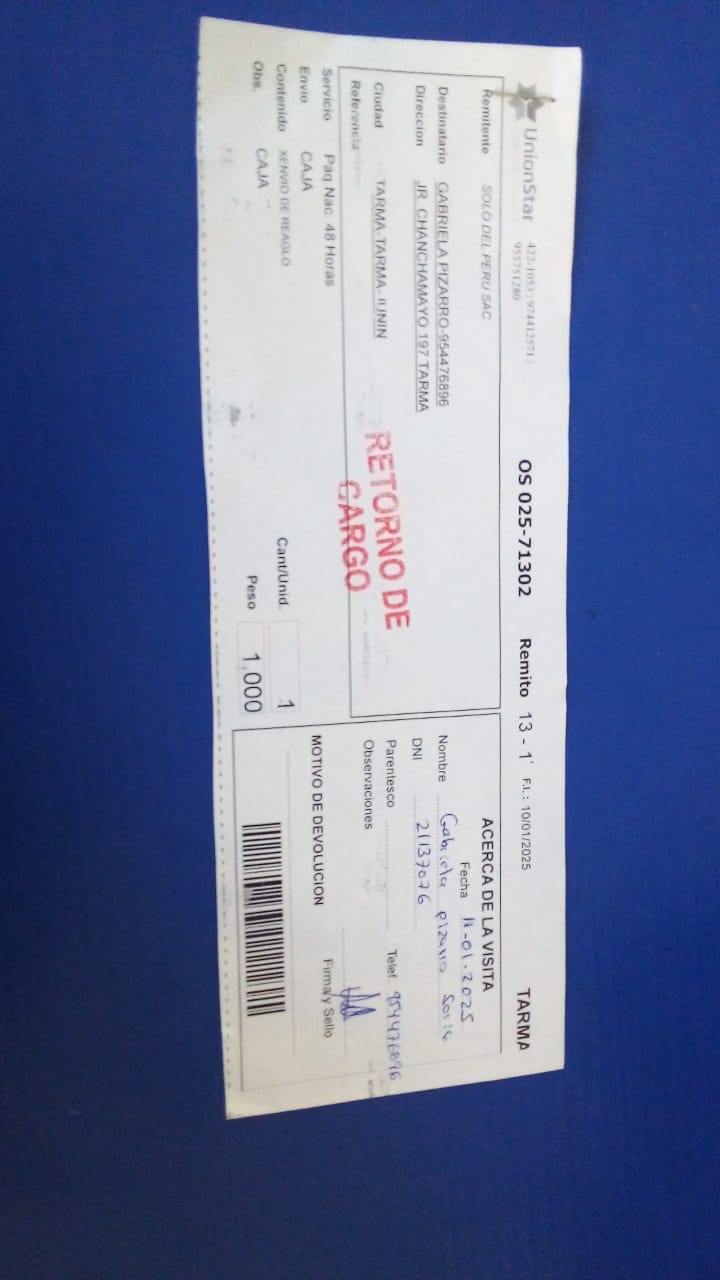 UnionStar 422-1053 ; 974412571 | 955751280
OS 025-71302 Remito 13 - 1 F.I. : 10/01/2025 TARMA
Remitente SOLO DEL PERU SAC
Destinatario GABRIELA PIZARRO-954476896
Direccion JR CHANCHAMAYO 197 TARMA
Ciudad TARMA-TARMA-JUNIN
Referencia
RETORNO DE
CARGO
Servicio Paq Nac 48 Horas
Envio CAJA
Contenido XENVIO DE REAGLO
Obs. CAJA
Cant/Unid. 1
Peso 1.000
ACERCA DE LA VISITA
Fecha 11-01.2025
Nombre Gabriela pizarro
DNI 21137076
Parentesco Telef 954476896
Observaciones
Firma y Sello
MOTIVO DE DEVOLUCION